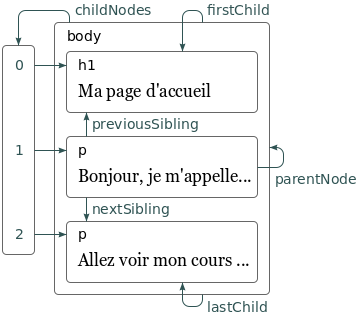 childNodes
firstChild
body
0
h1
Ma page d'accueil
previousSibling
1
p
Bonjour, je m'appelle...
parentNode
nextSibling
2
p
Allez voir mon cours ...
lastChild